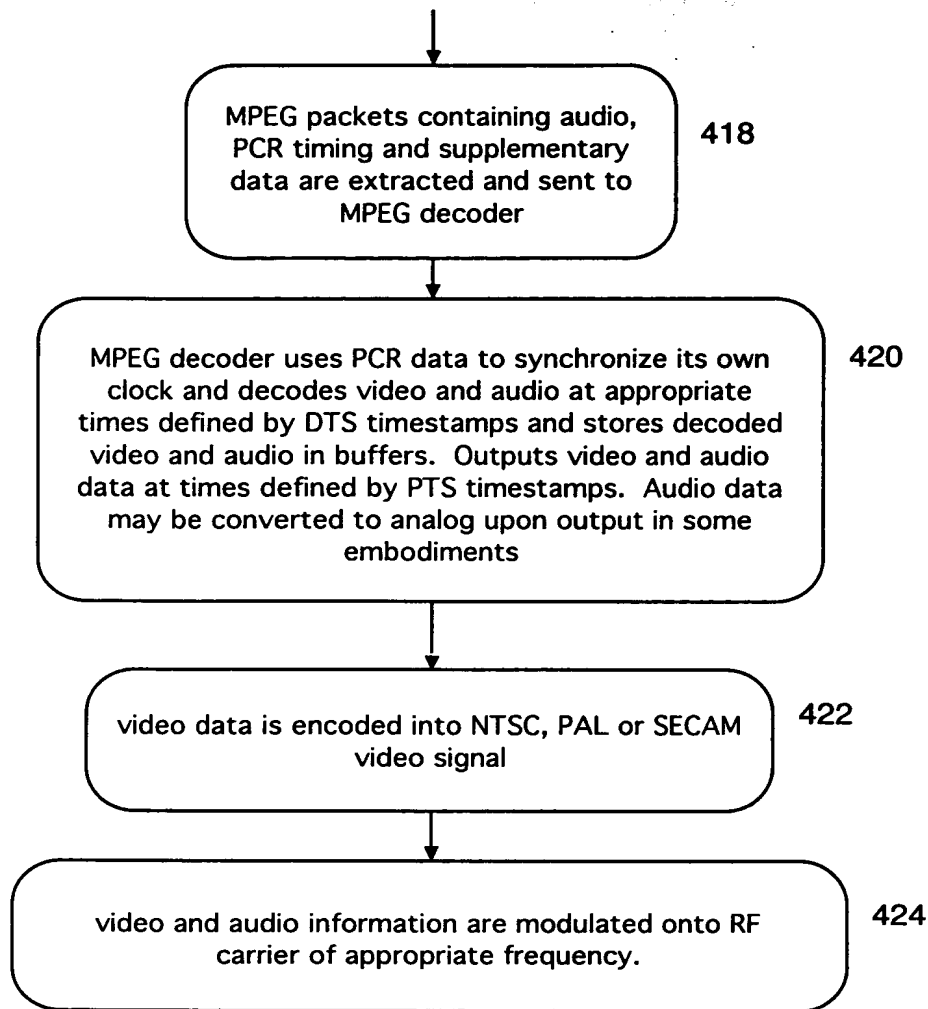 MPEG packets containing audio,
PCR timing and supplementary
data are extracted and sent to
MPEG decoder
418
MPEG decoder uses PCR data to synchronize its own
clock and decodes video and audio at appropriate
times defined by DTS timestamps and stores decoded
video and audio in buffers. Outputs video and audio
data at times defined by PTS timestamps. Audio data
may be converted to analog upon output in some
embodiments
420
video data is encoded into NTSC, PAL or SECAM
video signal
422
video and audio information are modulated onto RF
carrier of appropriate frequency.
424